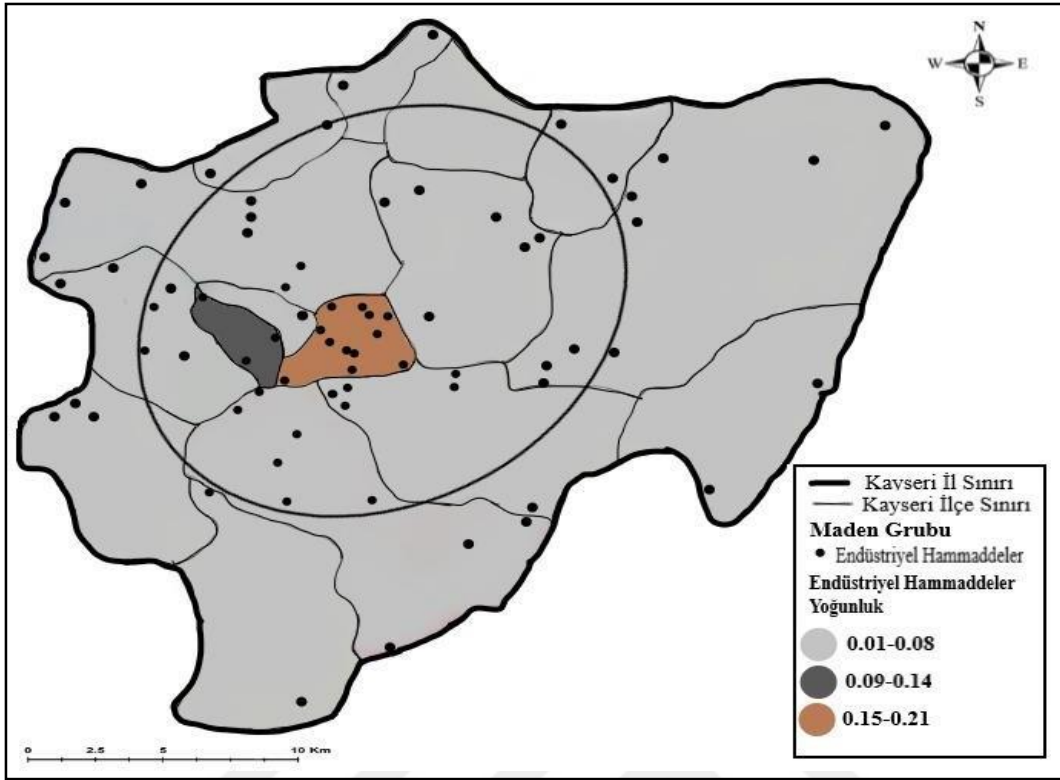 N
W E
S
Kayseri İl Sınırı
Kayseri İlçe Sınırı
Maden Grubu
Endüstriyel Hammaddeler
Endüstriyel Hammaddeler
Yoğunluk
0.01-0.08
0.09-0.14
0.15-0.21
0 2.5 5 10 Km